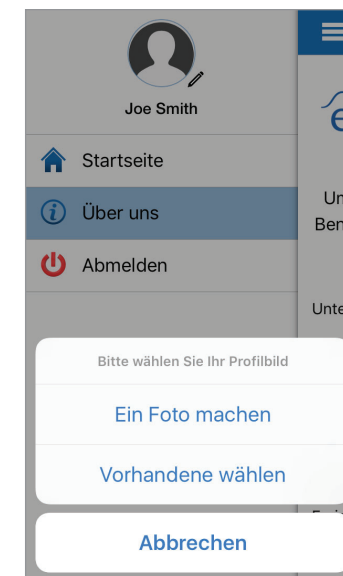 Joe Smith
Startseite
Über uns
Abmelden
Bitte wählen Sie Ihr Profilbild
Ein Foto machen
Vorhandene wählen
Abbrechen